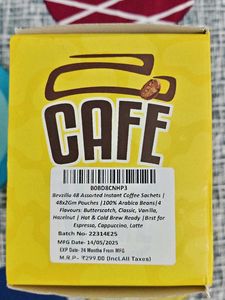 CAFE
B0BD8CNHP3
Bevzilla 48 Assorted Instant Coffee Sachets |
48x2Gm Pouches |100% Arabica Beans|4
Flavours: Butterscotch, Classic, Vanilla,
Hazelnut | Hot & Cold Brew Ready |Best for
Espresso, Cappuccino, Latte
Batch No:- 22314E25
MFG Date- 14/05/2025
EXP Date- 24 Months From MFG
M.R.P - ₹299.00 (Incl.All Taxes)